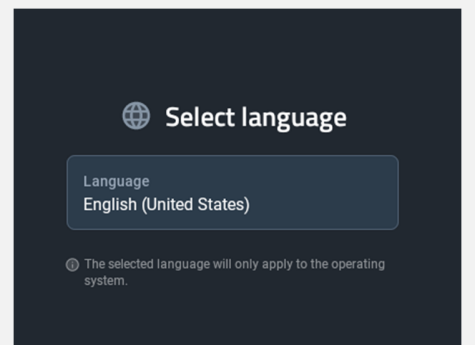 Select language
Language
English (United States)
The selected language will only apply to the operating
system.